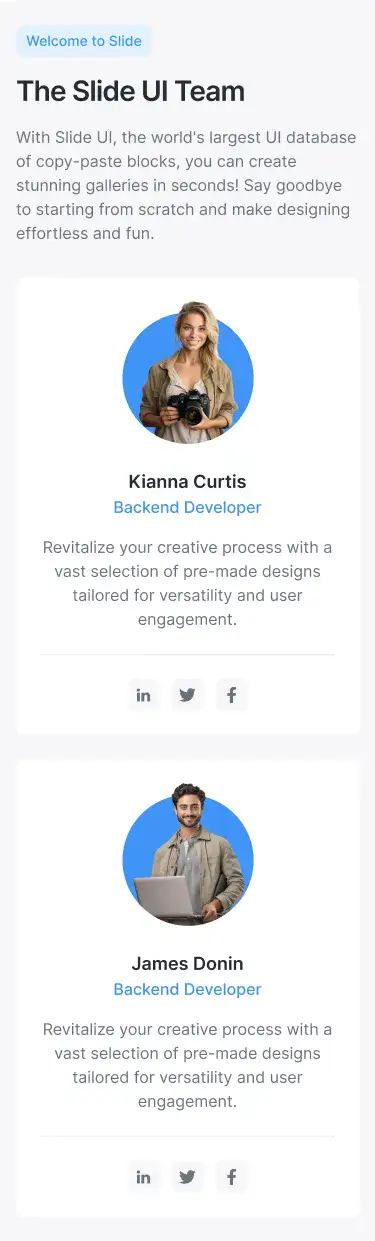 Welcome to Slide
The Slide UI Team
With Slide UI, the world's largest UI database
of copy-paste blocks, you can create
stunning galleries in seconds! Say goodbye
to starting from scratch and make designing
effortless and fun.
Kianna Curtis
Backend Developer
Revitalize your creative process with a
vast selection of pre-made designs
tailored for versatility and user
engagement.
in
f
James Donin
Backend Developer
Revitalize your creative process with a
vast selection of pre-made designs
tailored for versatility and user
engagement.
in
f